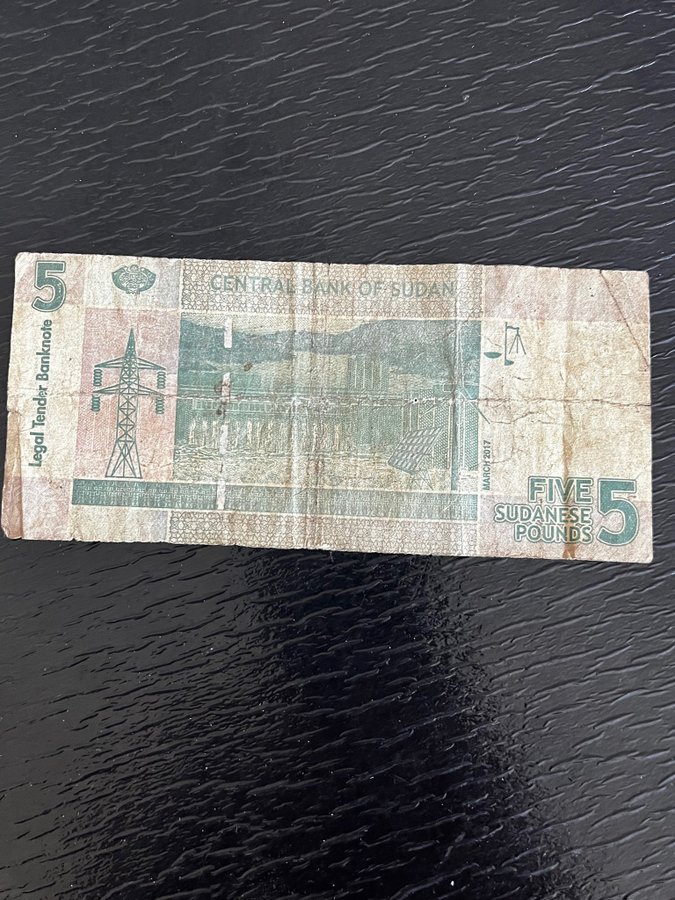 5
CENTRAL BANK OF SUDAN
Legal Tender Banknote
MARCH 2017
FIVE
SUDANESE
POUNDS
5